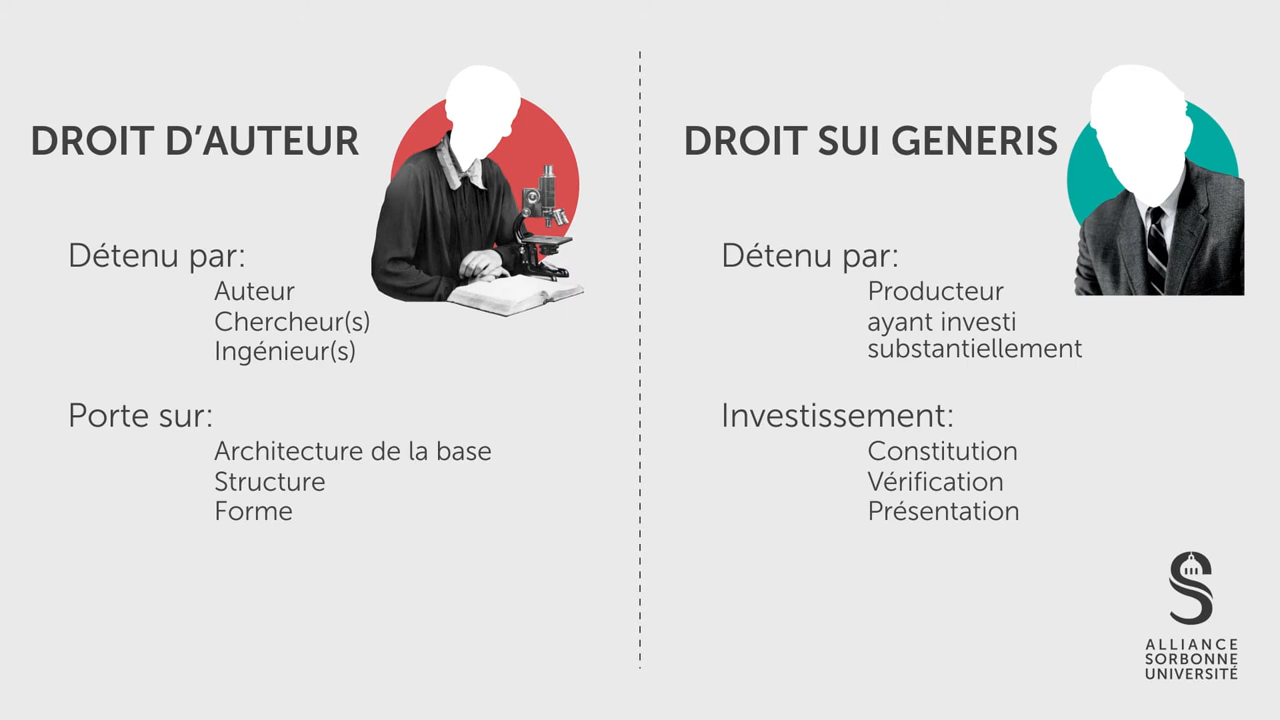 DROIT D’AUTEUR
Détenu par:
Auteur
Chercheur(s)
Ingénieur(s)
Porte sur:
Architecture de la base
Structure
Forme
DROIT SUI GENERIS
Détenu par:
Producteur
ayant investi
substantiellement
Investissement:
Constitution
Vérification
Présentation
ALLIANCE
SORBONNE
UNIVERSITÉ